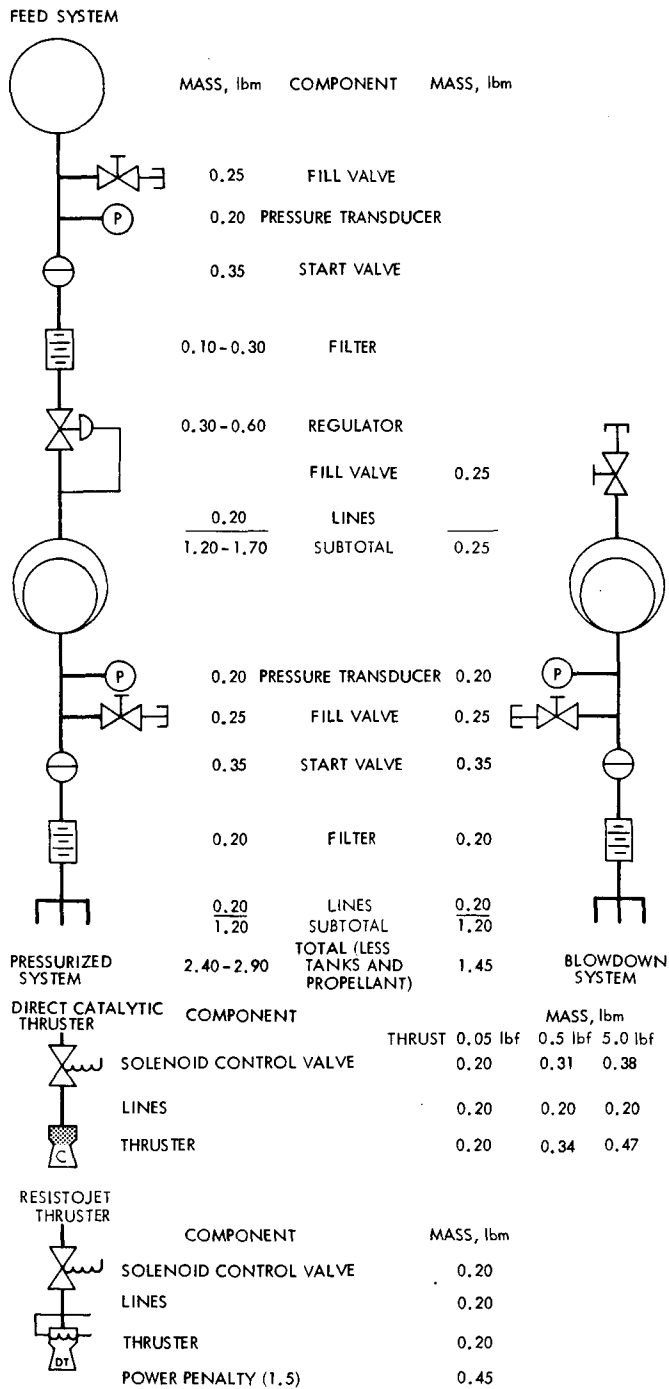 FEED SYSTEM
MASS, lbm COMPONENT MASS, lbm
0.25 FILL VALVE
P 0.20 PRESSURE TRANSDUCER
0.35 START VALVE
0.10-0.30 FILTER
0.30-0.60 REGULATOR
FILL VALVE 0.25
0.20 LINES
1.20-1.70 SUBTOTAL 0.25
P 0.20 PRESSURE TRANSDUCER 0.20 P
0.25 FILL VALVE 0.25
0.35 START VALVE 0.35
0.20 FILTER 0.20
0.20 LINES 0.20
1.20 SUBTOTAL 1.20
PRESSURIZED SYSTEM 2.40-2.90 TOTAL (LESS TANKS AND PROPELLANT) 1.45 BLOWDOWN SYSTEM
DIRECT CATALYTIC THRUSTER COMPONENT MASS, lbm
THRUST 0.05 lbf 0.5 lbf 5.0 lbf
SOLENOID CONTROL VALVE 0.20 0.31 0.38
LINES 0.20 0.20 0.20
C THRUSTER 0.20 0.34 0.47
RESISTOJET THRUSTER
COMPONENT MASS, lbm
SOLENOID CONTROL VALVE 0.20
LINES 0.20
THRUSTER 0.20
DT
POWER PENALTY (1.5) 0.45